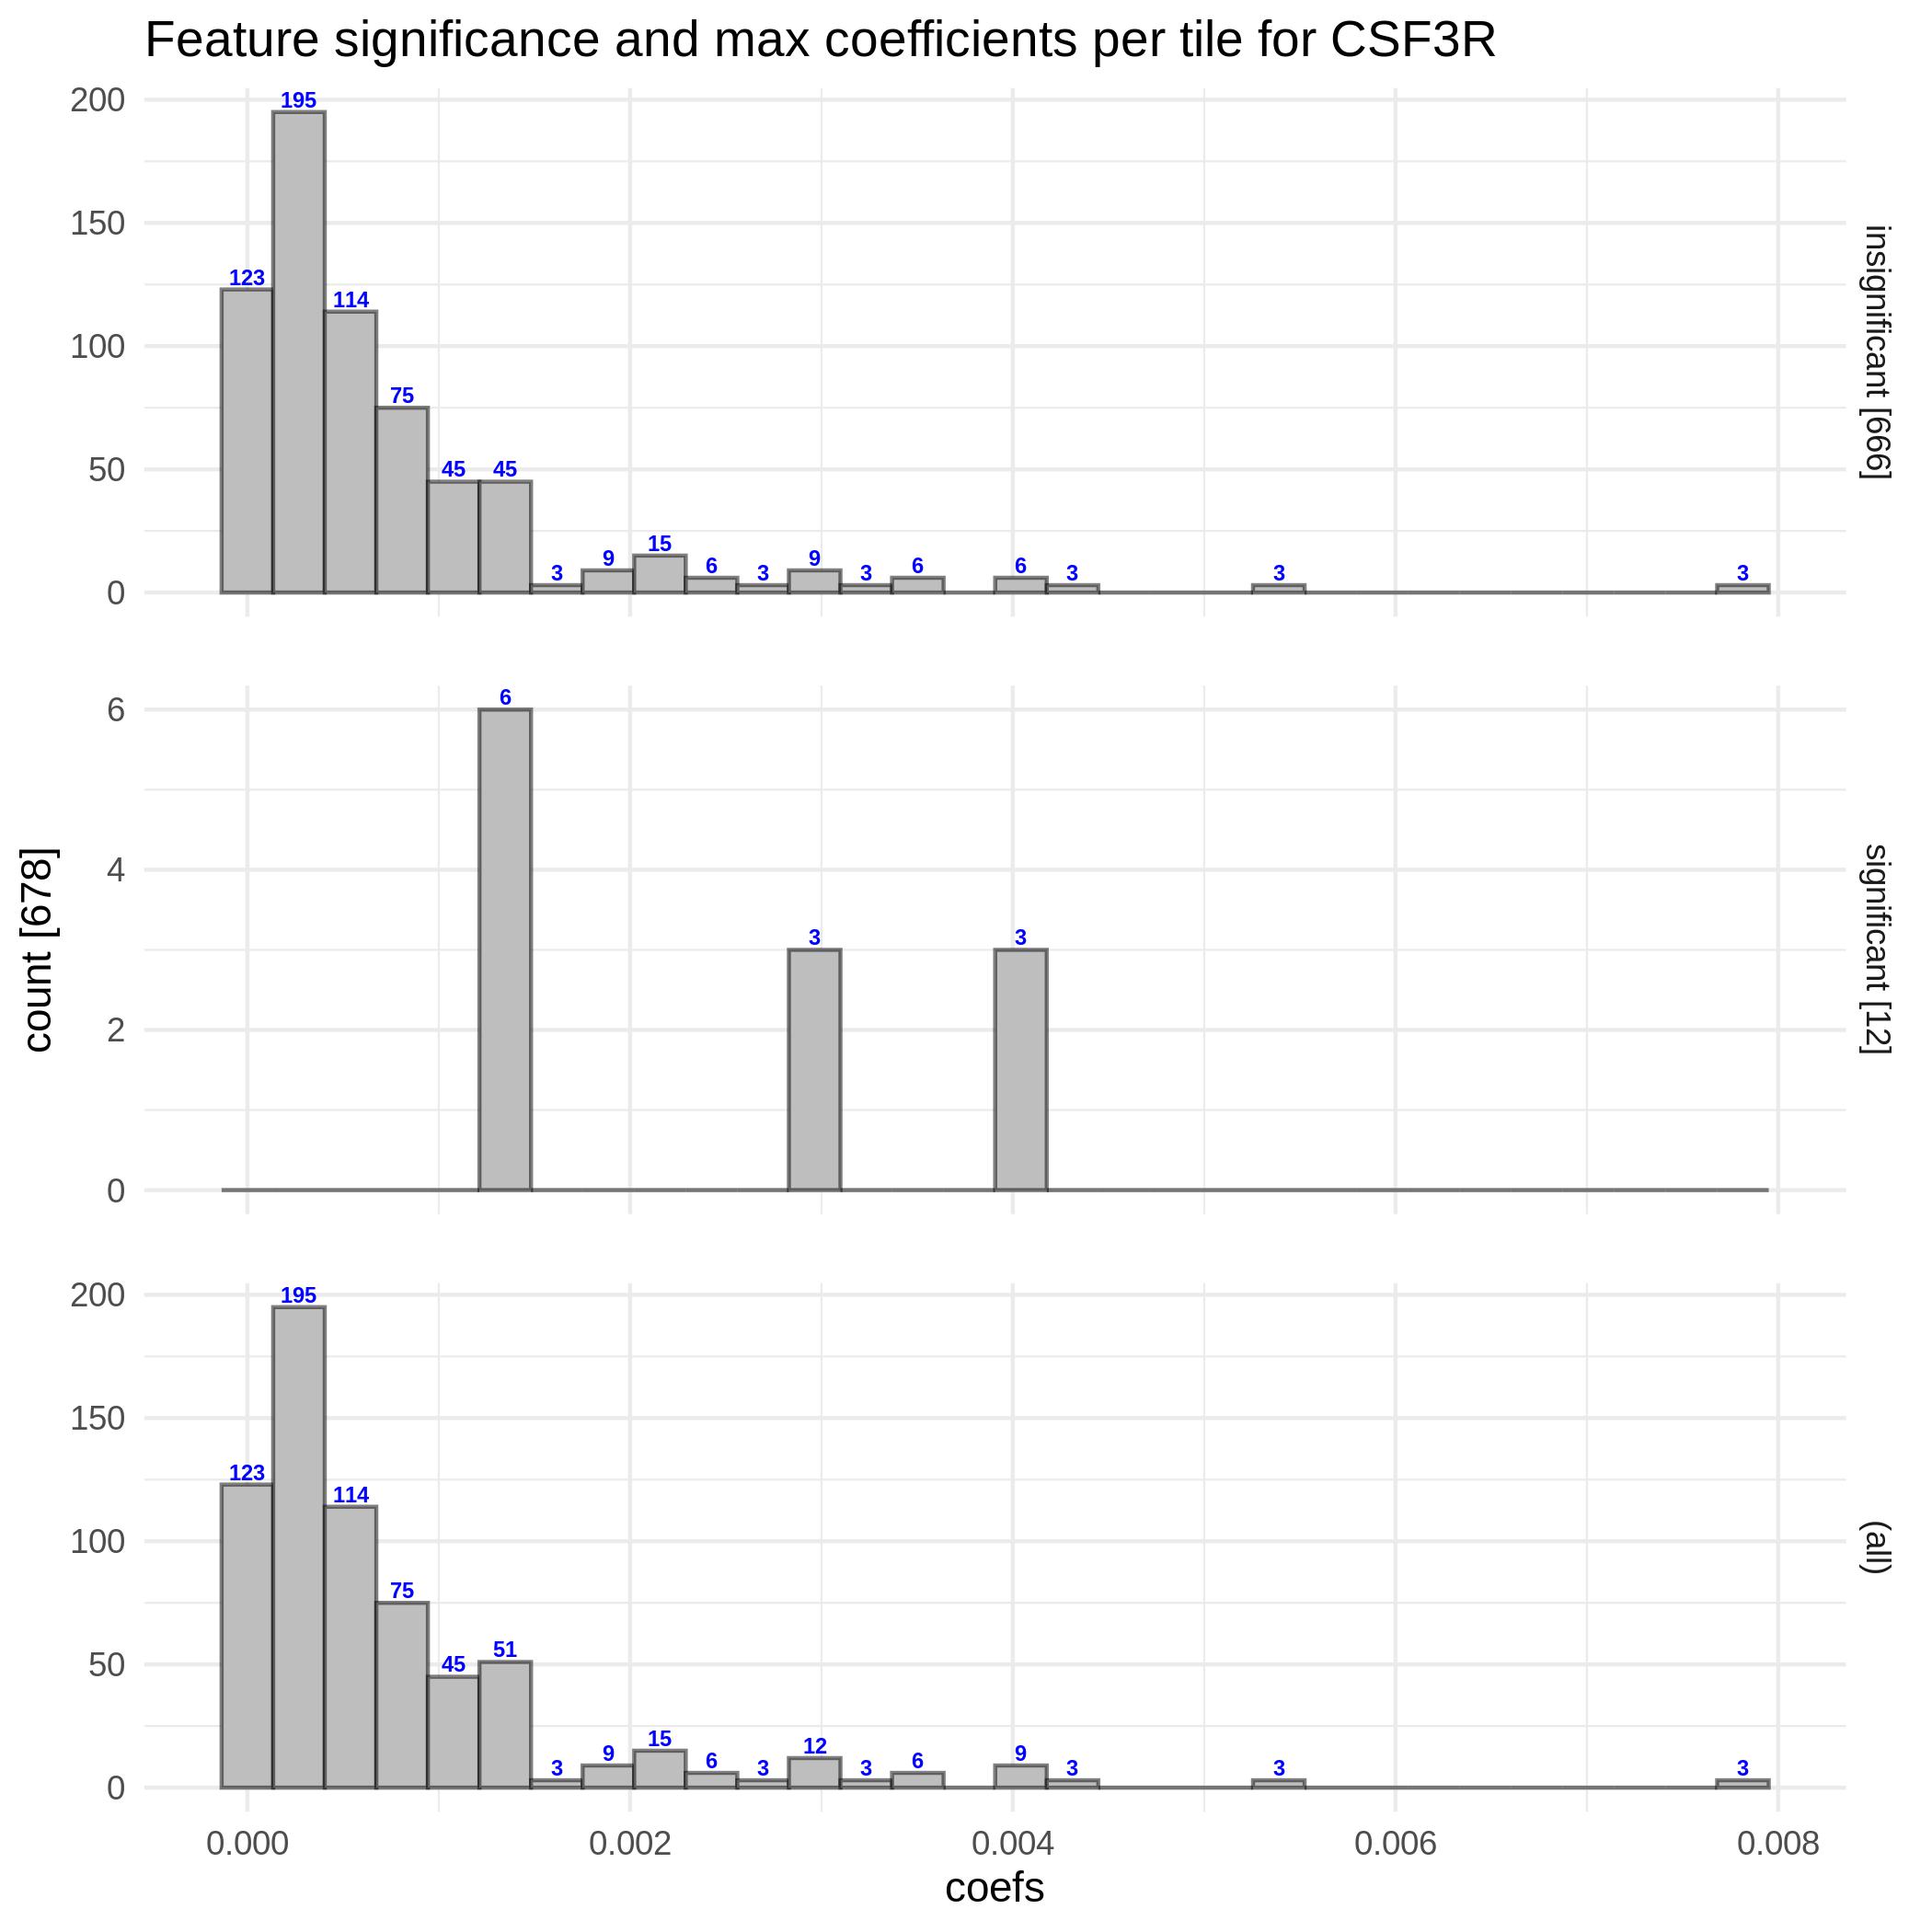 Feature significance and max coefficients per tile for CSF3R
200
150
100
50
0
195
123
114
75
45 45
3 9 15 6 3 9 3 6 6 3 3 3
insignificant [666]
6
4
2
0
6
3 3
significant [12]
count [678]
200
150
100
50
0
195
123
114
75
45 51
3 9 15 6 3 12 3 6 9 3 3 3
(all)
0.000 0.002 0.004 0.006 0.008
coefs